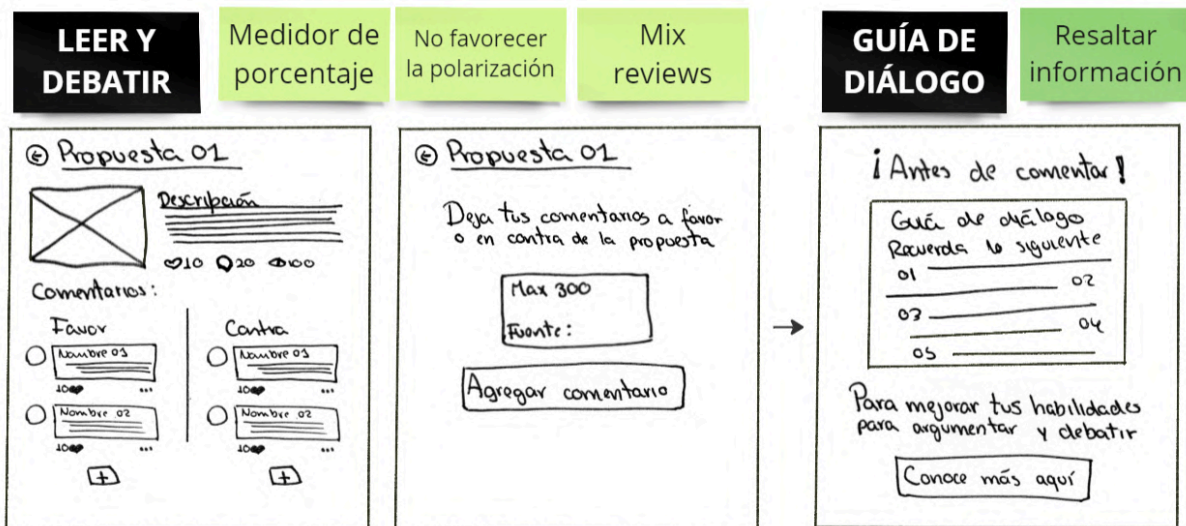 LEER Y
DEBATIR
Medidor de
porcentaje
No favorecer
la polarización
Mix
reviews
GUÍA DE
DIÁLOGO
Resaltar
información
Propuesta 01
Descripción
10 20 100
Comentarios:
Favor
Nombre 01
10
...
Nombre 02
10
...
+
Contra
Nombre 01
10
...
Nombre 02
10
...
+
Propuesta 01
Deja tus comentarios a favor
o en contra de la propuesta
Max 300
Fuente:
Agregar comentario
¡Antes de comentar!
Guía de diálogo
Recuerda lo siguiente
01
02
03
04
05
Para mejorar tus habilidades
para argumentar y debatir
Conoce más aquí